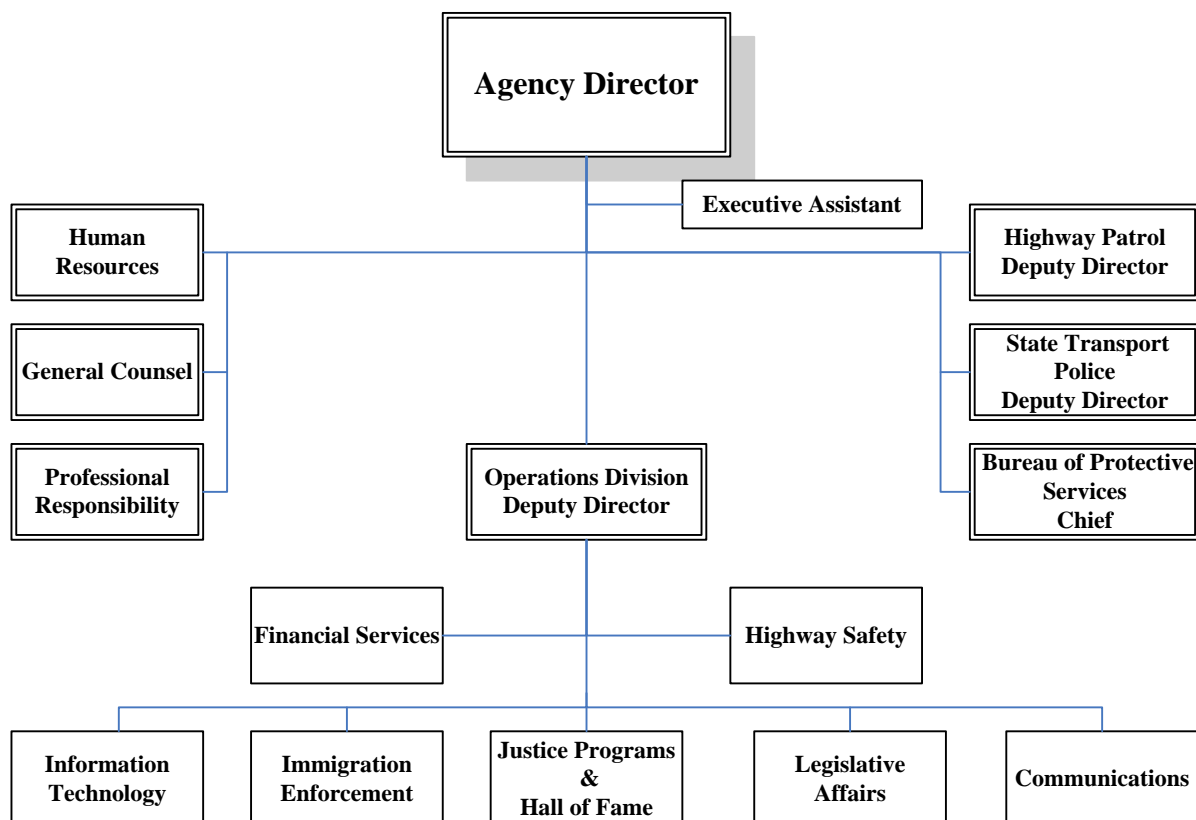 Agency Director
Executive Assistant
Human
Resources
Highway Patrol
Deputy Director
General Counsel
State Transport
Police
Deputy Director
Professional
Responsibility
Operations Division
Deputy Director
Bureau of Protective
Services
Chief
Financial Services
Highway Safety
Information
Technology
Immigration
Enforcement
Justice Programs
&
Hall of Fame
Legislative
Affairs
Communications